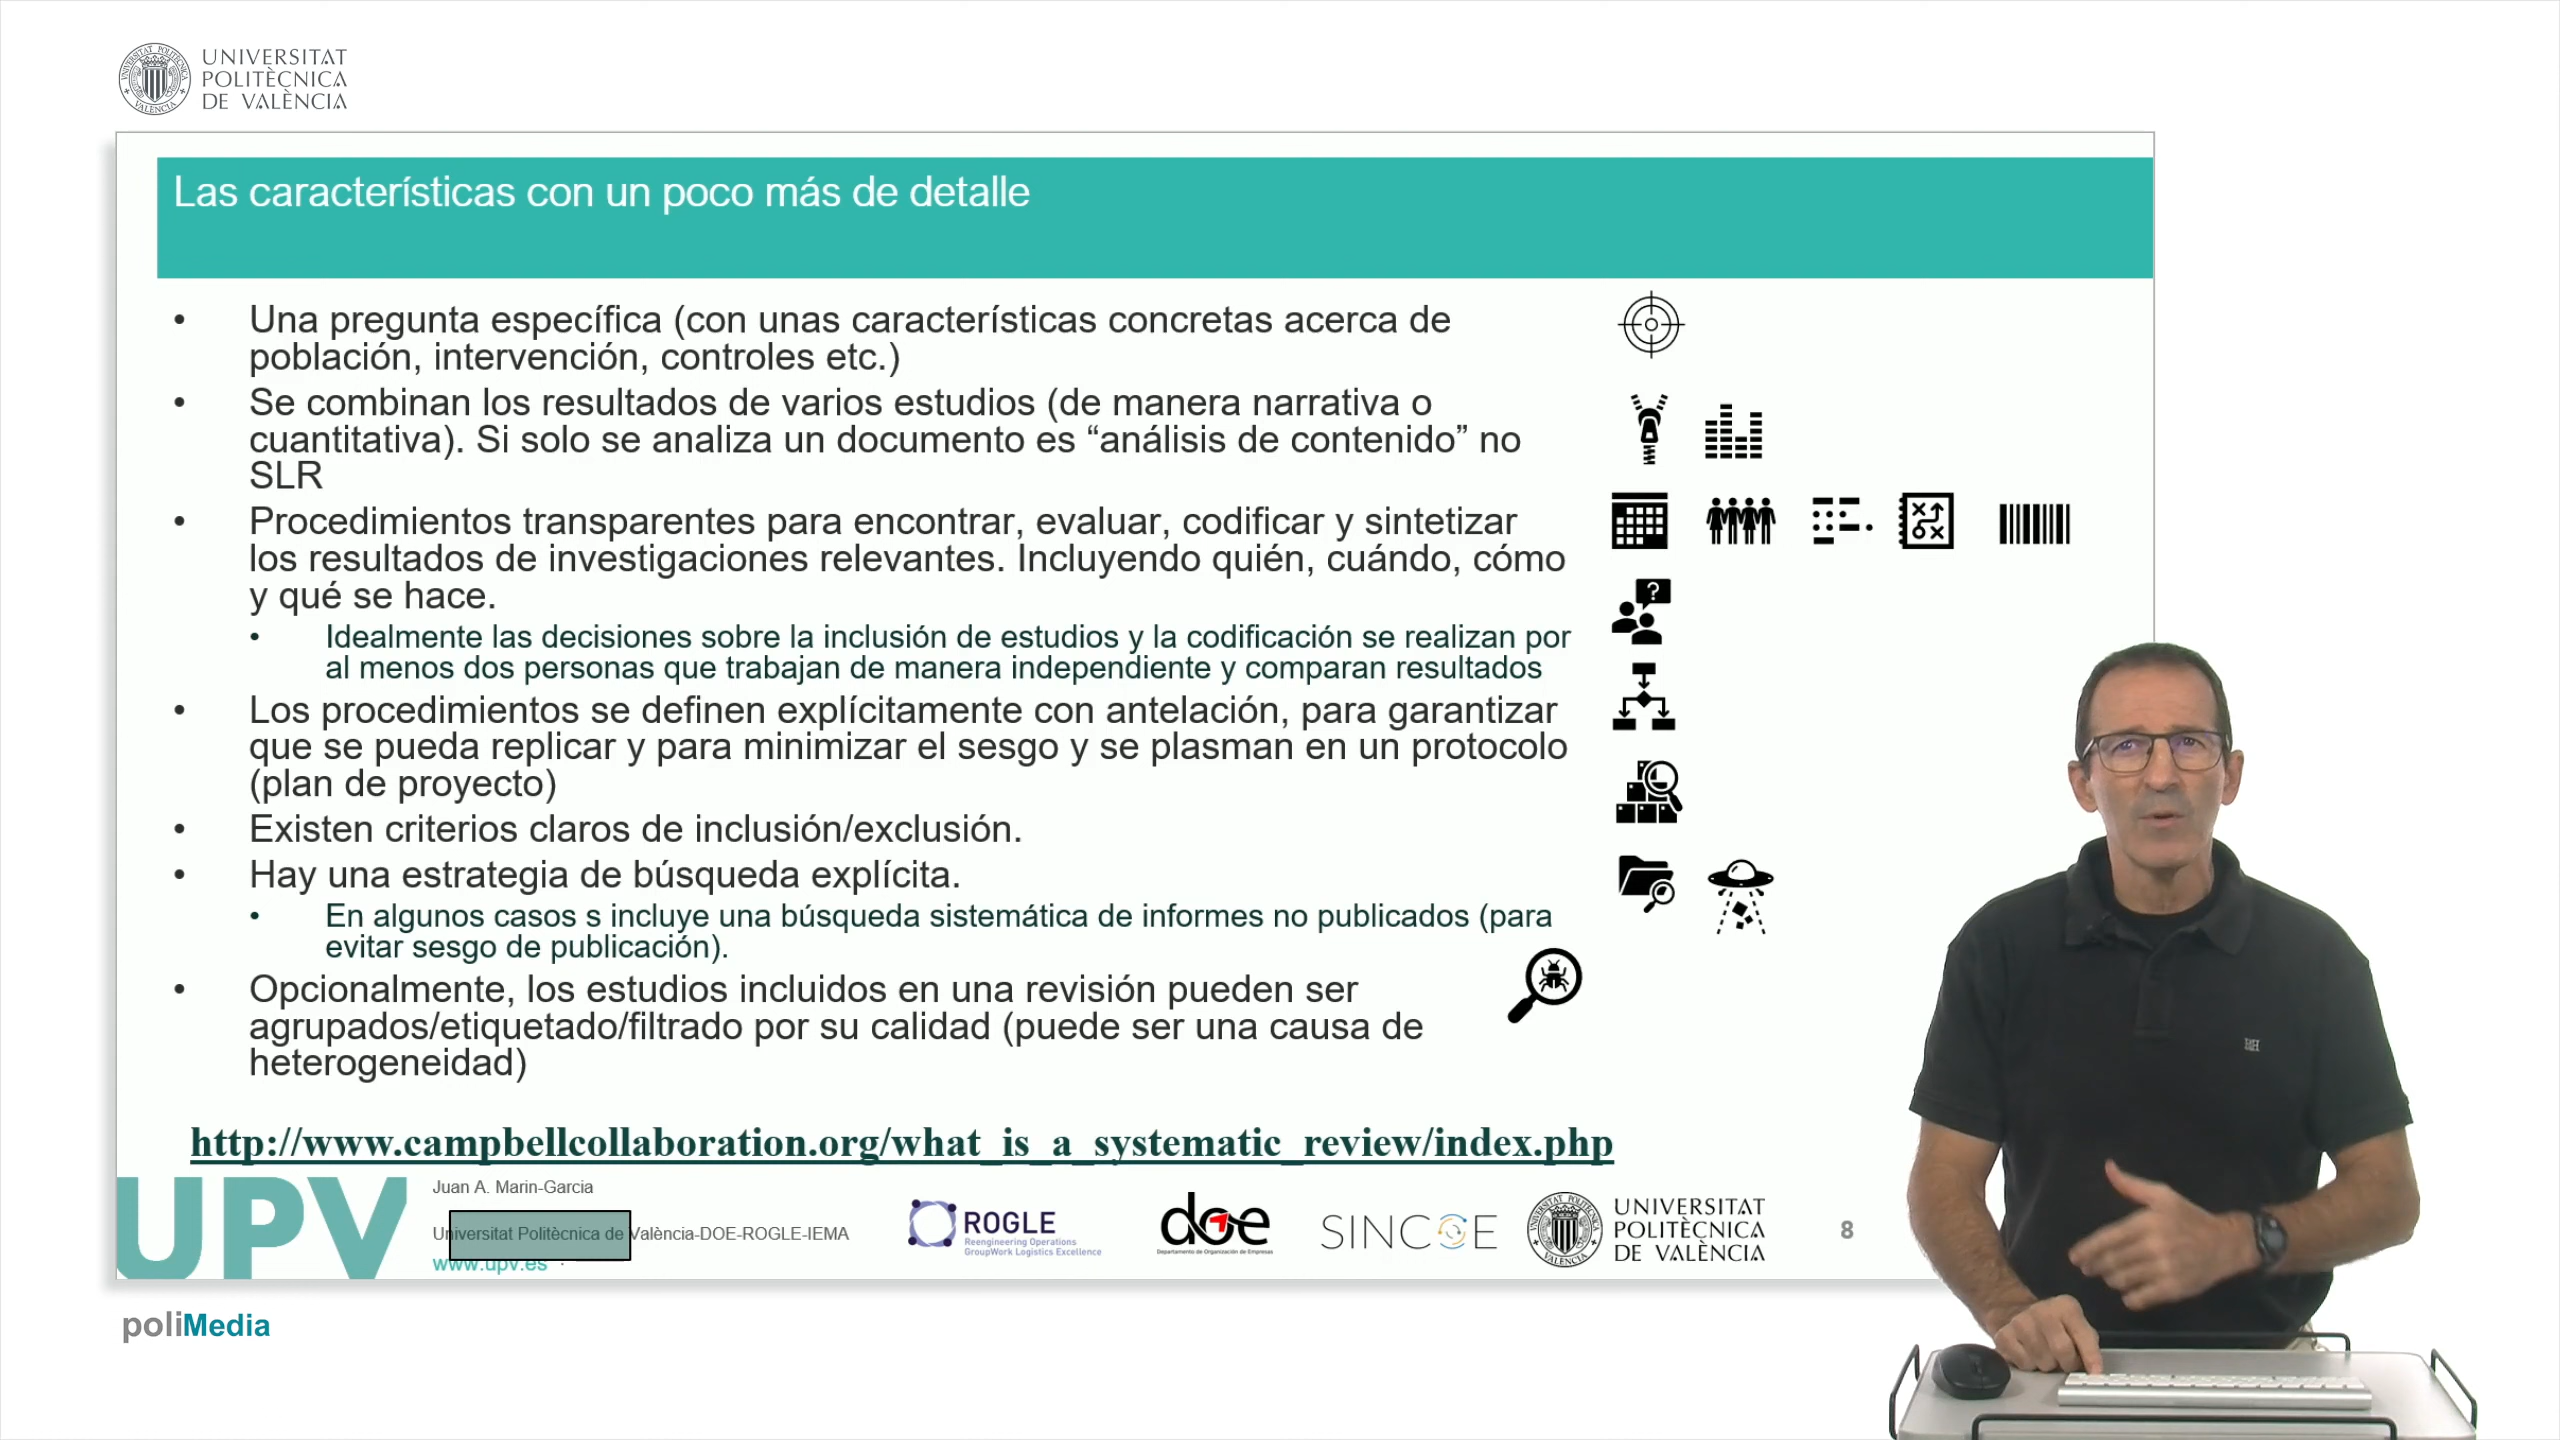 UNIVERSITAT
POLITÈCNICA
DE VALÈNCIA
Las características con un poco más de detalle
• Una pregunta específica (con unas características concretas acerca de
población, intervención, controles etc.)
• Se combinan los resultados de varios estudios (de manera narrativa o
cuantitativa). Si solo se analiza un documento es “análisis de contenido” no
SLR
• Procedimientos transparentes para encontrar, evaluar, codificar y sintetizar
los resultados de investigaciones relevantes. Incluyendo quién, cuándo, cómo
y qué se hace.
• Idealmente las decisiones sobre la inclusión de estudios y la codificación se realizan por
al menos dos personas que trabajan de manera independiente y comparan resultados
• Los procedimientos se definen explícitamente con antelación, para garantizar
que se pueda replicar y para minimizar el sesgo y se plasman en un protocolo
(plan de proyecto)
• Existen criterios claros de inclusión/exclusión.
• Hay una estrategia de búsqueda explícita.
• En algunos casos s incluye una búsqueda sistemática de informes no publicados (para
evitar sesgo de publicación).
• Opcionalmente, los estudios incluidos en una revisión pueden ser
agrupados/etiquetado/filtrado por su calidad (puede ser una causa de
heterogeneidad)
http://www.campbellcollaboration.org/what_is_a_systematic_review/index.php
UPV
Juan A. Marin-Garcia
Universitat Politècnica de València-DOE-ROGLE-IEMA
www.upv.es
ROGLE
Reengineering Operations
GroupWork Logistics Excellence
doe
Departamento de Organización de Empresas
SINCOE
UNIVERSITAT
POLITÈCNICA
DE VALÈNCIA
8
poliMedia